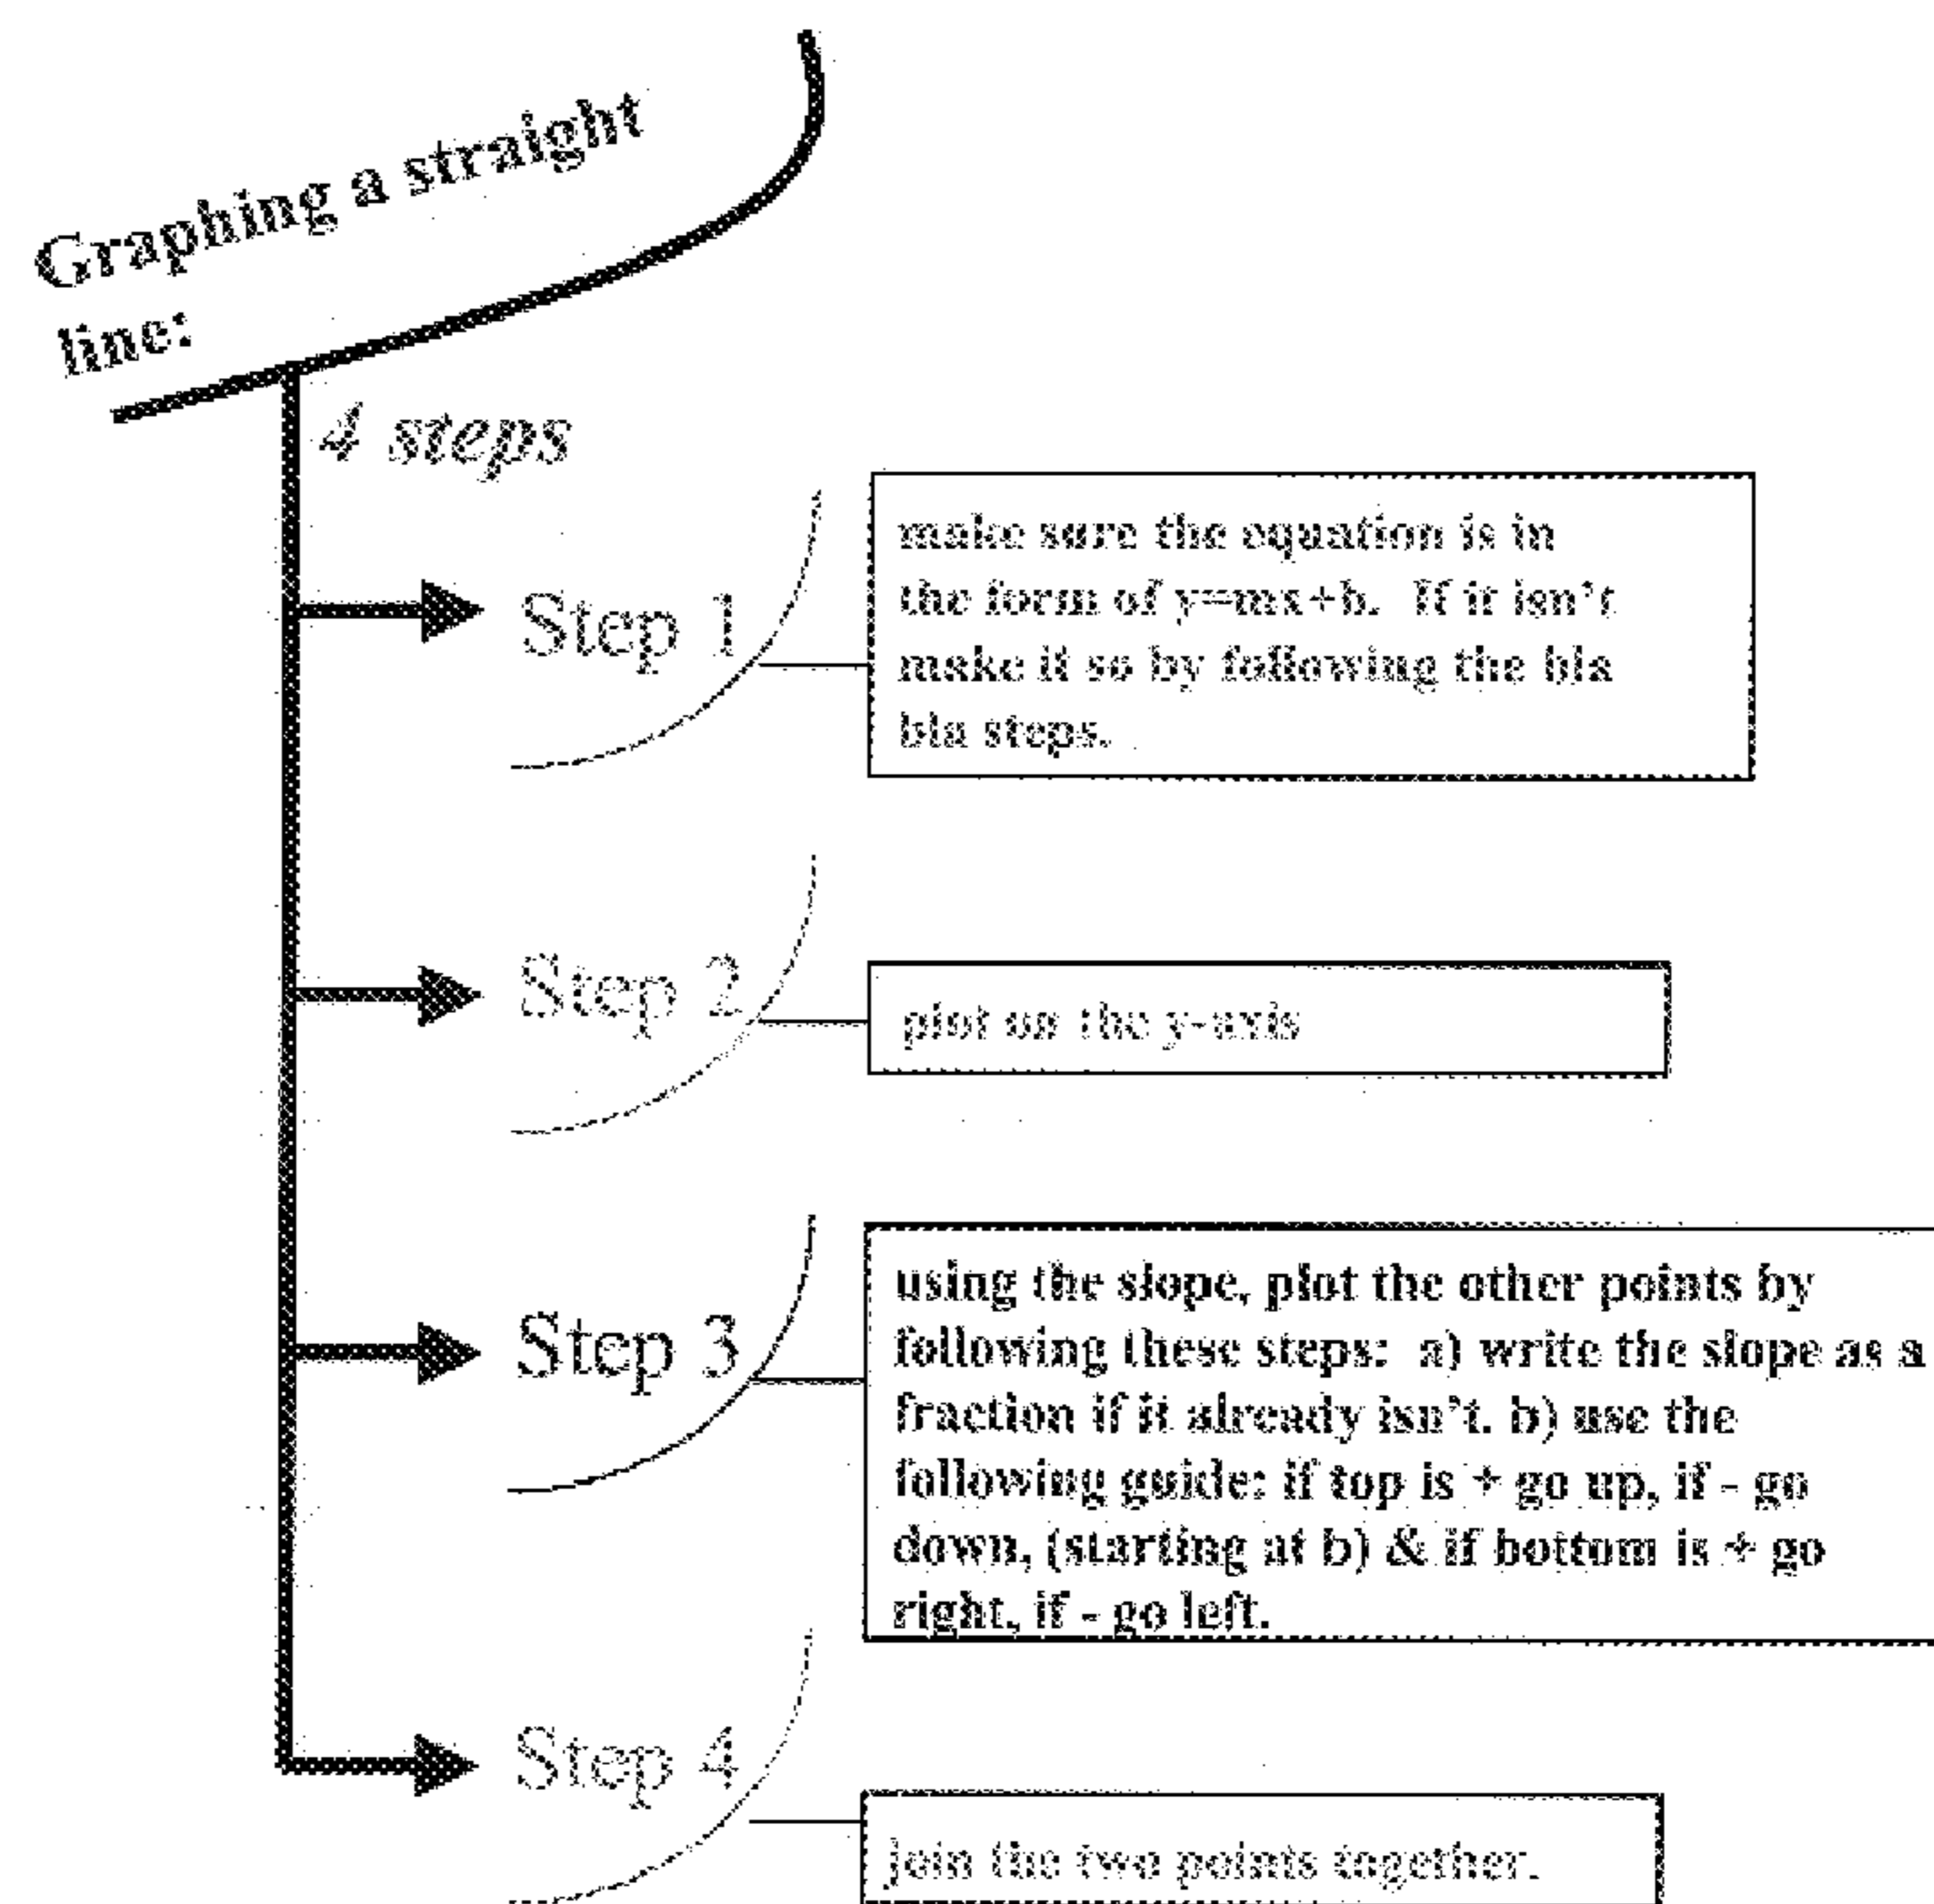 Graphing a straight
line:
4 steps
Step 1
make sure the equation is in
the form of y=mx+b. If it isn't
make it so by following the bla
bla steps.
Step 2
plot on the y-axis
Step 3
using the slope, plot the other points by
following these steps: a) write the slope as a
fraction if it already isn't. b) use the
following guide: if top is + go up, if - go
down, (starting at b) & if bottom is + go
right, if - go left.
Step 4
join the two points together.